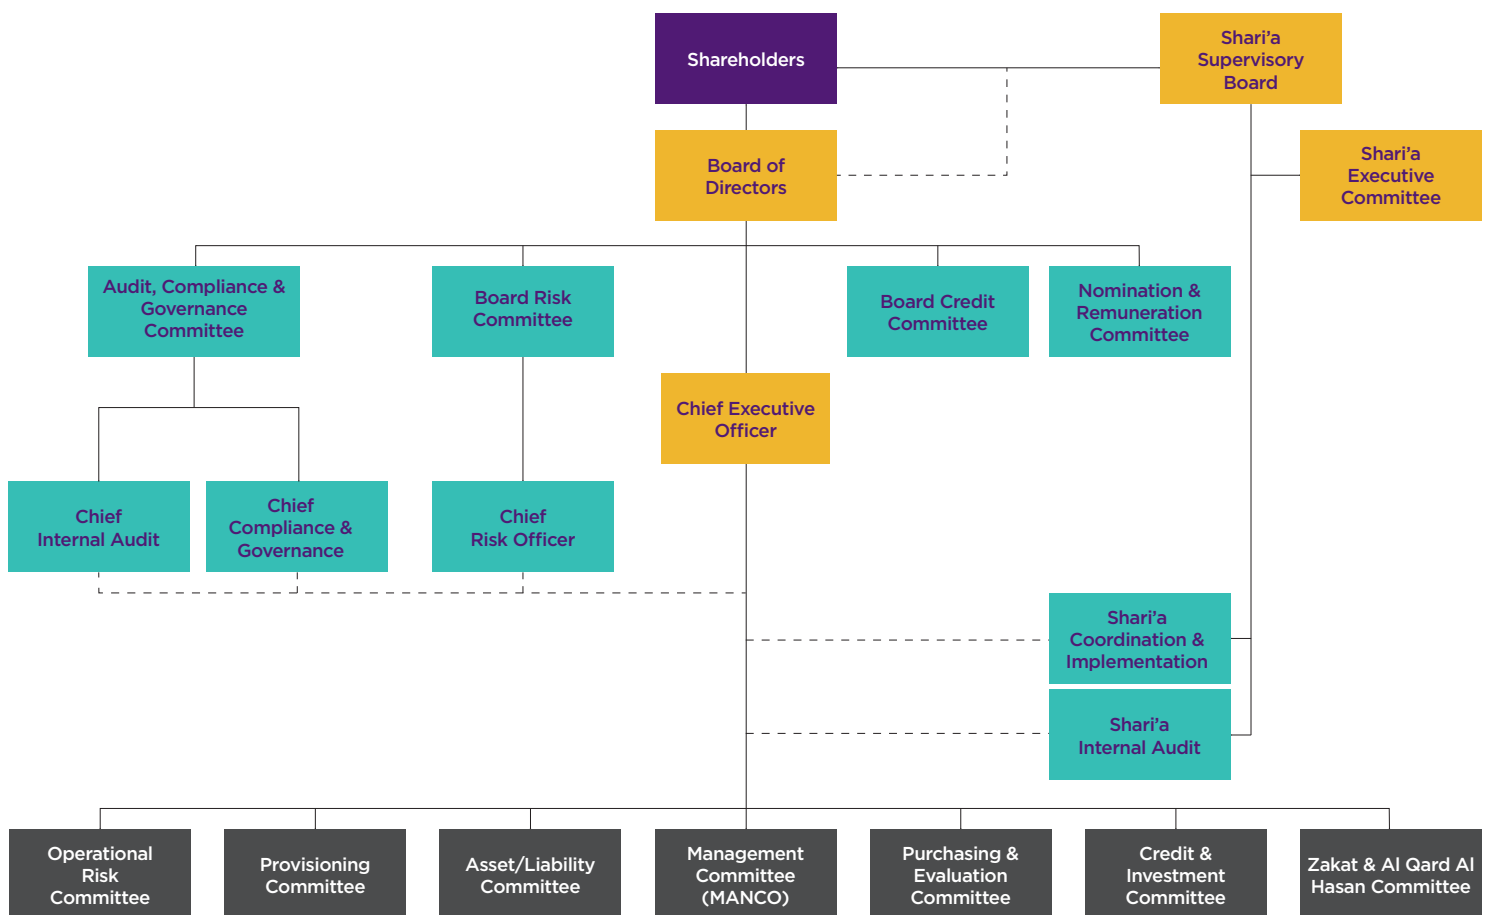 Shareholders
Shari’a
Supervisory
Board
Board of
Directors
Shari’a
Executive
Committee
Audit, Compliance &
Governance
Committee
Board Risk
Committee
Board Credit
Committee
Nomination &
Remuneration
Committee
Chief Executive
Officer
Chief
Internal Audit
Chief
Compliance &
Governance
Chief
Risk Officer
Shari’a
Coordination &
Implementation
Shari’a
Internal Audit
Operational
Risk
Committee
Provisioning
Committee
Asset/Liability
Committee
Management
Committee
(MANCO)
Purchasing &
Evaluation
Committee
Credit &
Investment
Committee
Zakat & Al Qard Al
Hasan Committee